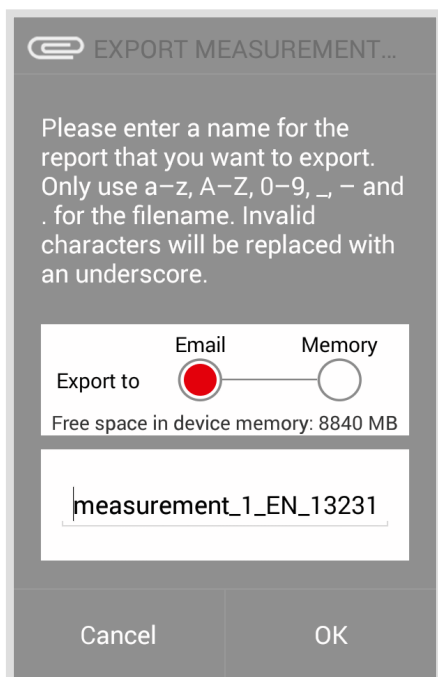 EXPORT MEASUREMENT...
Please enter a name for the
report that you want to export.
Only use a–z, A–Z, 0–9, _, – and
. for the filename. Invalid
characters will be replaced with
an underscore.
Email Memory
Export to
Free space in device memory: 8840 MB
measurement_1_EN_13231
Cancel OK